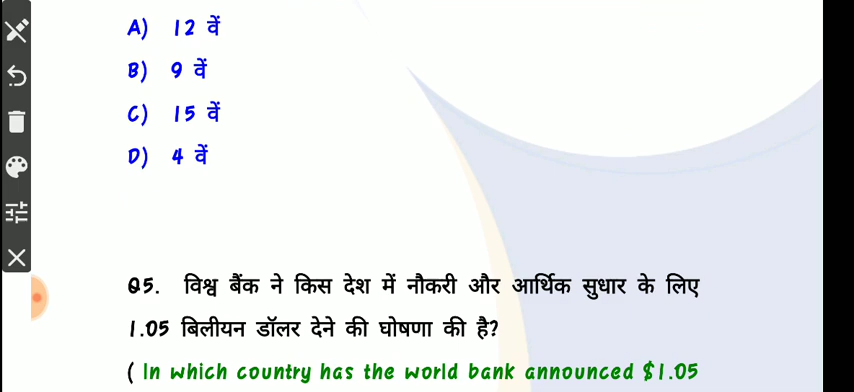 A) 12 वें
B) 9 वें
C) 15 वें
D) 4 वें
Q5. विश्व बैंक ने किस देश में नौकरी और आर्थिक सुधार के लिए
1.05 बिलीयन डॉलर देने की घोषणा की है?
( In which country has the world bank announced $1.05